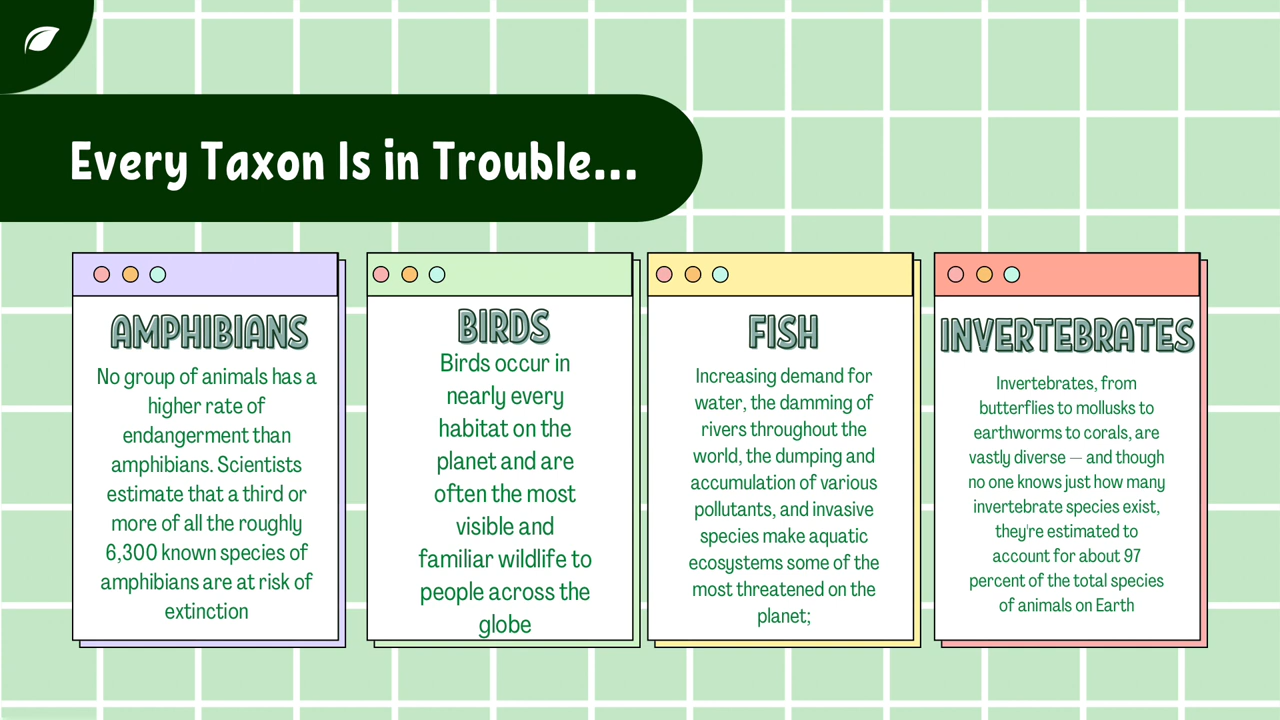 Every Taxon Is in Trouble...
AMPHIBIANS
No group of animals has a
higher rate of
endangerment than
amphibians. Scientists
estimate that a third or
more of all the roughly
6,300 known species of
amphibians are at risk of
extinction
BIRDS
Birds occur in
nearly every
habitat on the
planet and are
often the most
visible and
familiar wildlife to
people across the
globe
FISH
Increasing demand for
water, the damming of
rivers throughout the
world, the dumping and
accumulation of various
pollutants, and invasive
species make aquatic
ecosystems some of the
most threatened on the
planet;
INVERTEBRATES
Invertebrates, from
butterflies to mollusks to
earthworms to corals, are
vastly diverse — and though
no one knows just how many
invertebrate species exist,
they're estimated to
account for about 97
percent of the total species
of animals on Earth